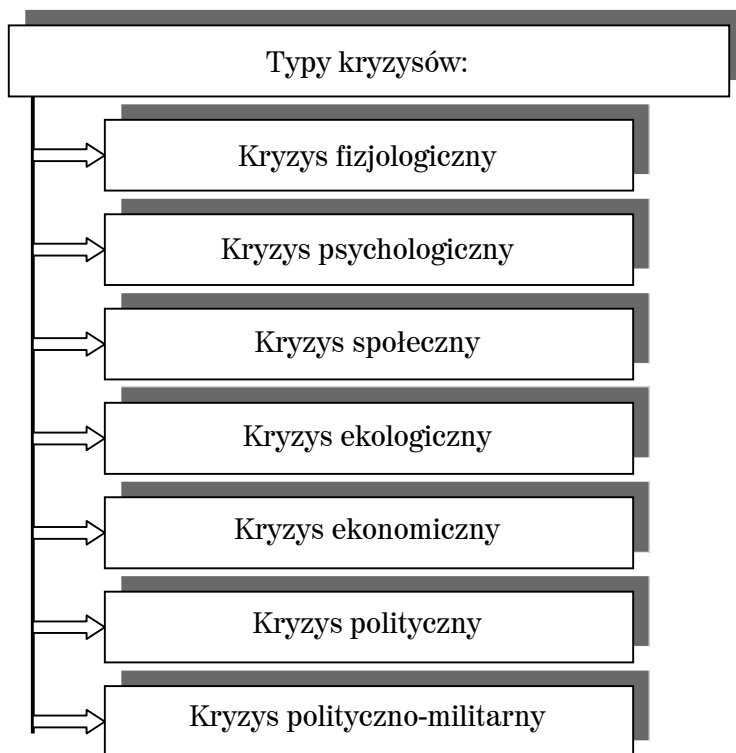 Typy kryzysów:
Kryzys fizjologiczny
Kryzys psychologiczny
Kryzys społeczny
Kryzys ekologiczny
Kryzys ekonomiczny
Kryzys polityczny
Kryzys polityczno-militarny